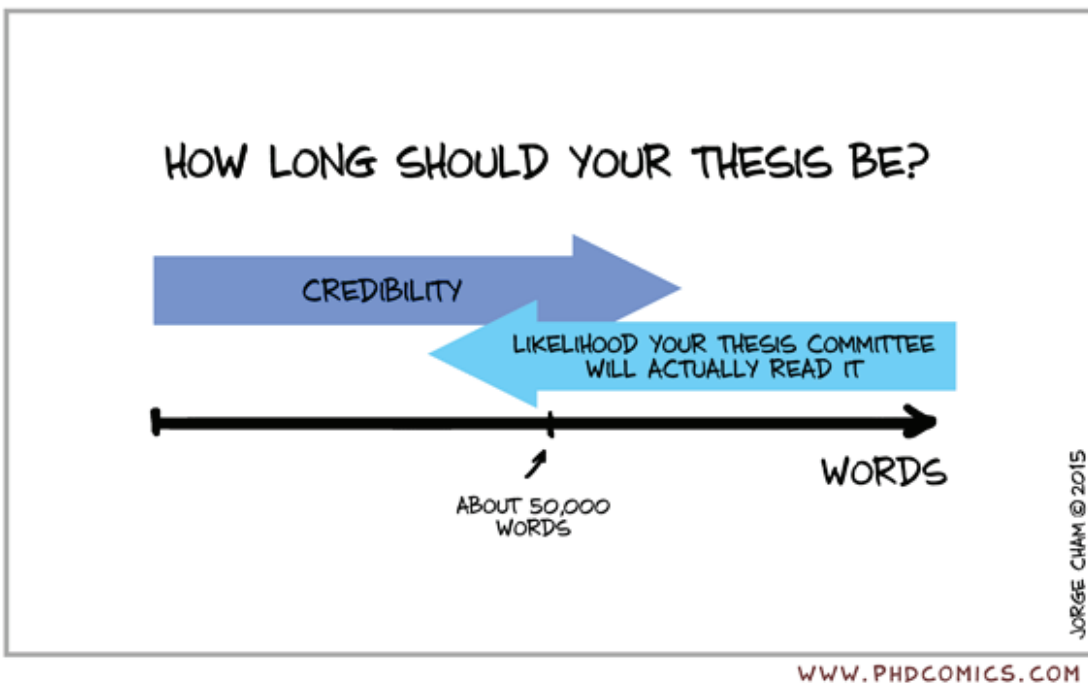 HOW LONG SHOULD YOUR THESIS BE?
CREDIBILITY
LIKELIHOOD YOUR THESIS COMMITTEE
WILL ACTUALLY READ IT
WORDS
ABOUT 50,000
WORDS
JORGE CHAM © 2015
WWW.PHDCOMICS.COM